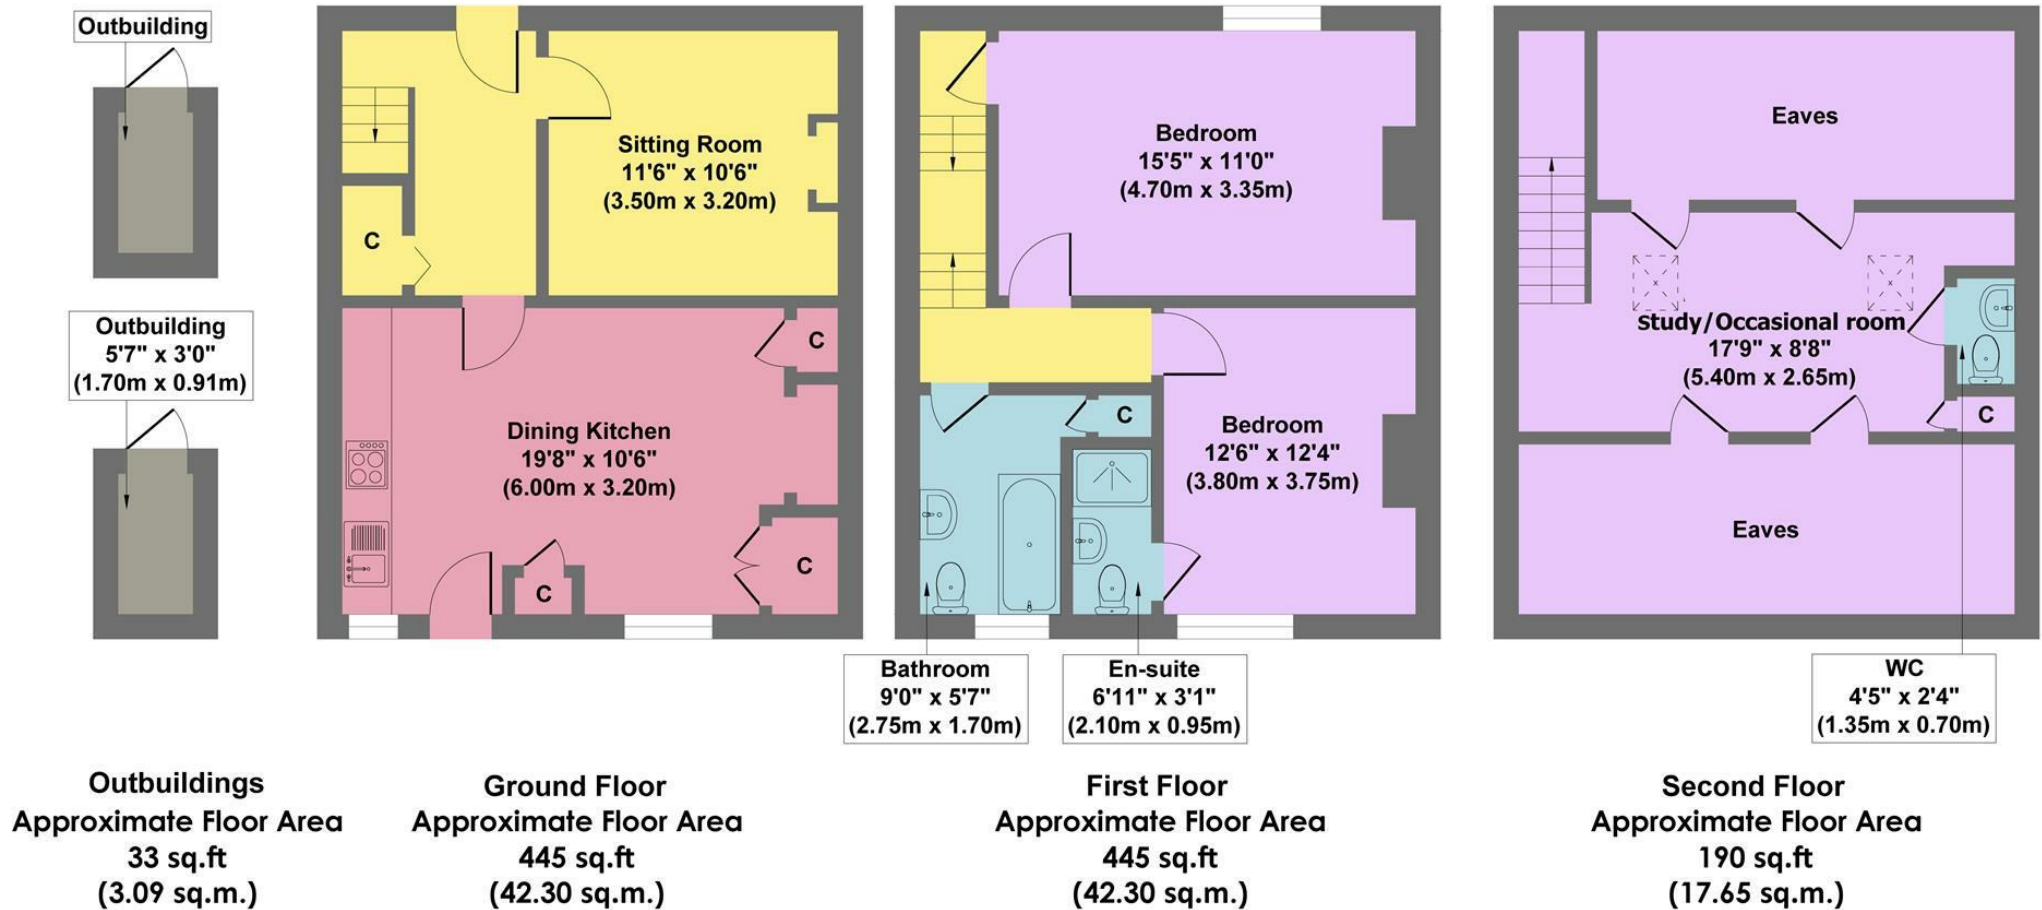 Outbuilding
Outbuilding
5'7" x 3'0"
(1.70m x 0.91m)
Sitting Room
11'6" x 10'6"
(3.50m x 3.20m)
C
C
Dining Kitchen
19'8" x 10'6"
(6.00m x 3.20m)
C
C
Bedroom
15'5" x 11'0"
(4.70m x 3.35m)
C
Bedroom
12'6" x 12'4"
(3.80m x 3.75m)
Bathroom
9'0" x 5'7"
(2.75m x 1.70m)
En-suite
6'11" x 3'1"
(2.10m x 0.95m)
Eaves
x
x
Study/Occasional room
17'9" x 8'8"
(5.40m x 2.65m)
C
Eaves
WC
4'5" x 2'4"
(1.35m x 0.70m)
Outbuildings
Approximate Floor Area
33 sq.ft
(3.09 sq.m.)
Ground Floor
Approximate Floor Area
445 sq.ft
(42.30 sq.m.)
First Floor
Approximate Floor Area
445 sq.ft
(42.30 sq.m.)
Second Floor
Approximate Floor Area
190 sq.ft
(17.65 sq.m.)